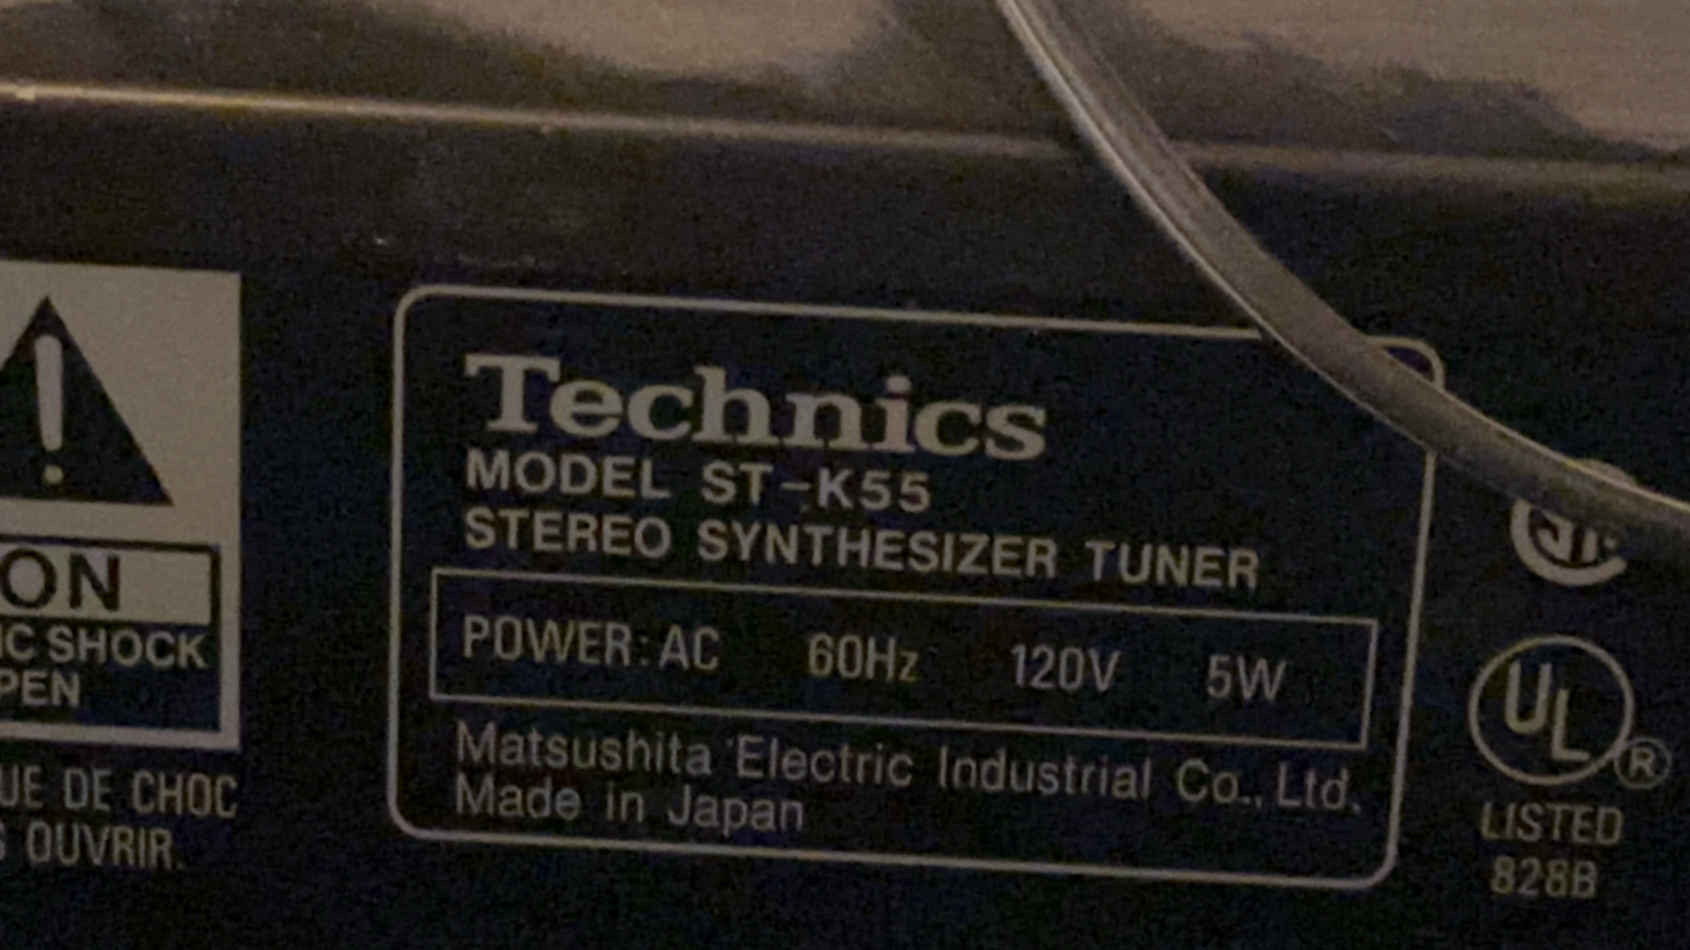 ON
IC SHOCK
PEN
UE DE CHOC
S OUVRIR.
Technics
MODEL ST-K55
STEREO SYNTHESIZER TUNER
POWER: AC 60Hz 120V 5W
Matsushita Electric Industrial Co., Ltd.
Made in Japan
UL ®
LISTED
828B